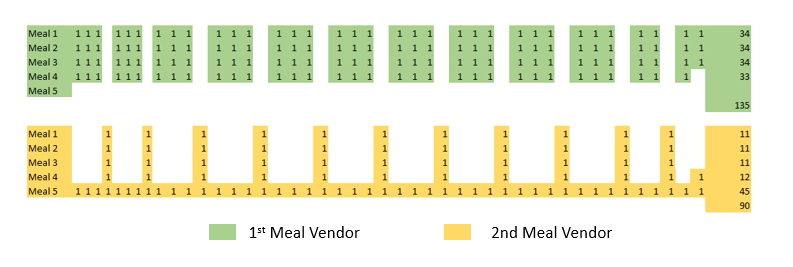 Meal 1 1 1 1 1 1 1 1 1 1 1 1 1 1 1 1 1 1 1 1 1 1 1 1 1 1 1 1 1 1 1 1 1 1 1 34
Meal 2 1 1 1 1 1 1 1 1 1 1 1 1 1 1 1 1 1 1 1 1 1 1 1 1 1 1 1 1 1 1 1 1 1 1 34
Meal 3 1 1 1 1 1 1 1 1 1 1 1 1 1 1 1 1 1 1 1 1 1 1 1 1 1 1 1 1 1 1 1 1 1 1 34
Meal 4 1 1 1 1 1 1 1 1 1 1 1 1 1 1 1 1 1 1 1 1 1 1 1 1 1 1 1 1 1 1 1 1 1 33
Meal 5
135
Meal 1 1 1 1 1 1 1 1 1 1 1 1 11
Meal 2 1 1 1 1 1 1 1 1 1 1 1 11
Meal 3 1 1 1 1 1 1 1 1 1 1 1 11
Meal 4 1 1 1 1 1 1 1 1 1 1 1 1 12
Meal 5 1 1 1 1 1 1 1 1 1 1 1 1 1 1 1 1 1 1 1 1 1 1 1 1 1 1 1 1 1 1 1 1 1 1 1 1 1 1 1 1 1 1 1 1 1 45
90
1st Meal Vendor 2nd Meal Vendor